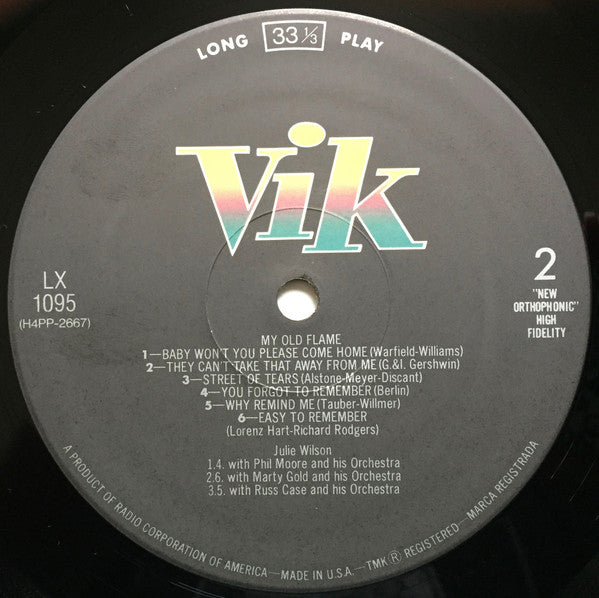 LONG 33⅓ PLAY
Vik
LX
1095
(H4PP-2667)
2
"NEW
ORTHOPHONIC"
HIGH
FIDELITY
MY OLD FLAME
1—BABY WON'T YOU PLEASE COME HOME (Warfield-Williams)
2—THEY CAN'T TAKE THAT AWAY FROM ME (G.&I. Gershwin)
3—STREET OF TEARS (Alstone-Meyer-Discant)
4—YOU FORGOT TO REMEMBER (Berlin)
5—WHY REMIND ME (Tauber-Willmer)
6—EASY TO REMEMBER
(Lorenz Hart-Richard Rodgers)
Julie Wilson
1.4. with Phil Moore and his Orchestra
2.6. with Marty Gold and his Orchestra
3.5. with Russ Case and his Orchestra
A PRODUCT OF RADIO CORPORATION OF AMERICA—MADE IN U.S.A.—TMK ® REGISTERED—MARCA REGISTRADA